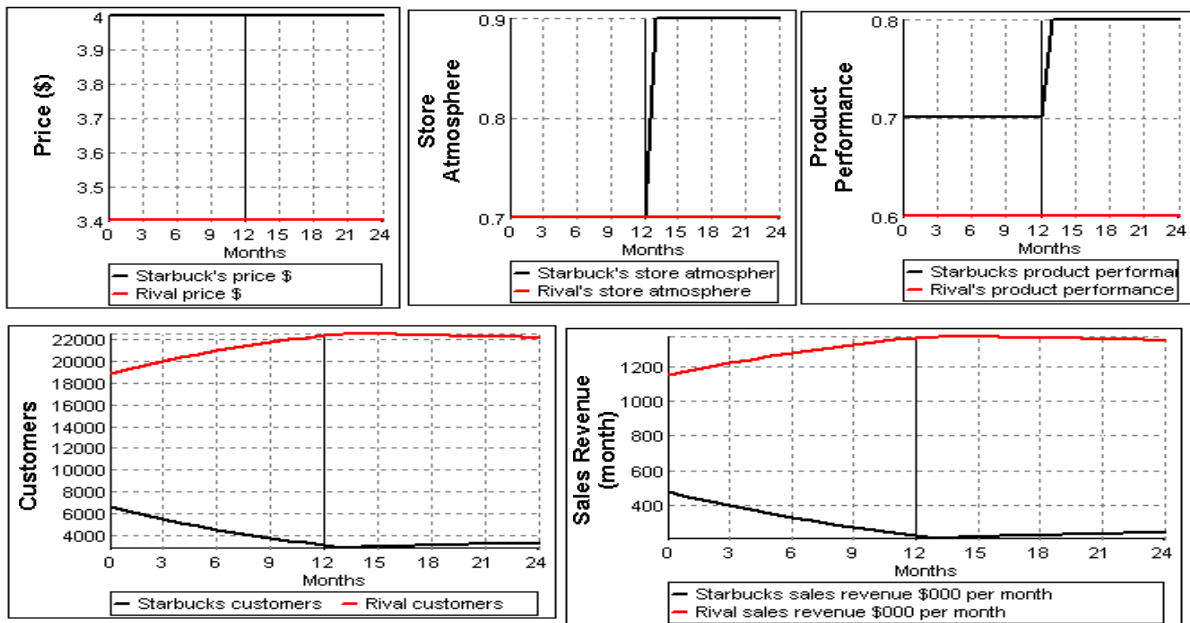 Price ($)
4
3.9
3.8
3.7
3.6
3.5
3.4
0 3 6 9 12 15 18 21 24
Months
Starbuck's price $
Rival price $
Store
Atmosphere
0.9
0.8
0.7
0 3 6 9 12 15 18 21 24
Months
Starbuck's store atmospher
Rival's store atmosphere
Product
Performance
0.8
0.7
0.6
0 3 6 9 12 15 18 21 24
Months
Starbucks product performa
Rival's product performance
Customers
22000
20000
18000
16000
14000
12000
10000
8000
6000
4000
0 3 6 9 12 15 18 21 24
Months
Starbucks customers Rival customers
Sales Revenue
(month)
1200
1000
800
600
400
0 3 6 9 12 15 18 21 24
Months
Starbucks sales revenue $000 per month
Rival sales revenue $000 per month